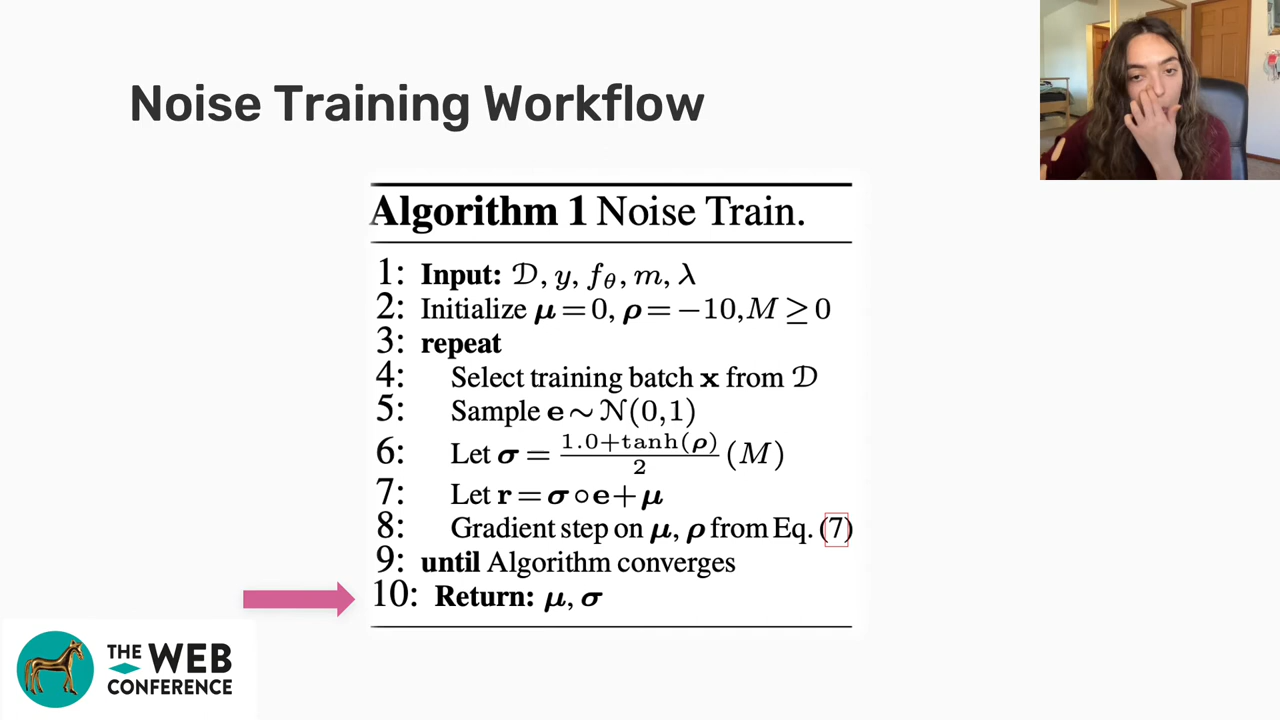 Noise Training Workflow
Algorithm 1 Noise Train.
1: Input: 𝒟, y, f_θ, m, λ
2: Initialize μ = 0, ρ = −10, M ≥ 0
3: repeat
4: Select training batch x from 𝒟
5: Sample e ∼ 𝒩(0,1)
6: Let σ = \frac{1.0+tanh(ρ)}{2} (M)
7: Let r = σ ∘ e + μ
8: Gradient step on μ, ρ from Eq. (7)
9: until Algorithm converges
10: Return: μ, σ
THE WEB
CONFERENCE